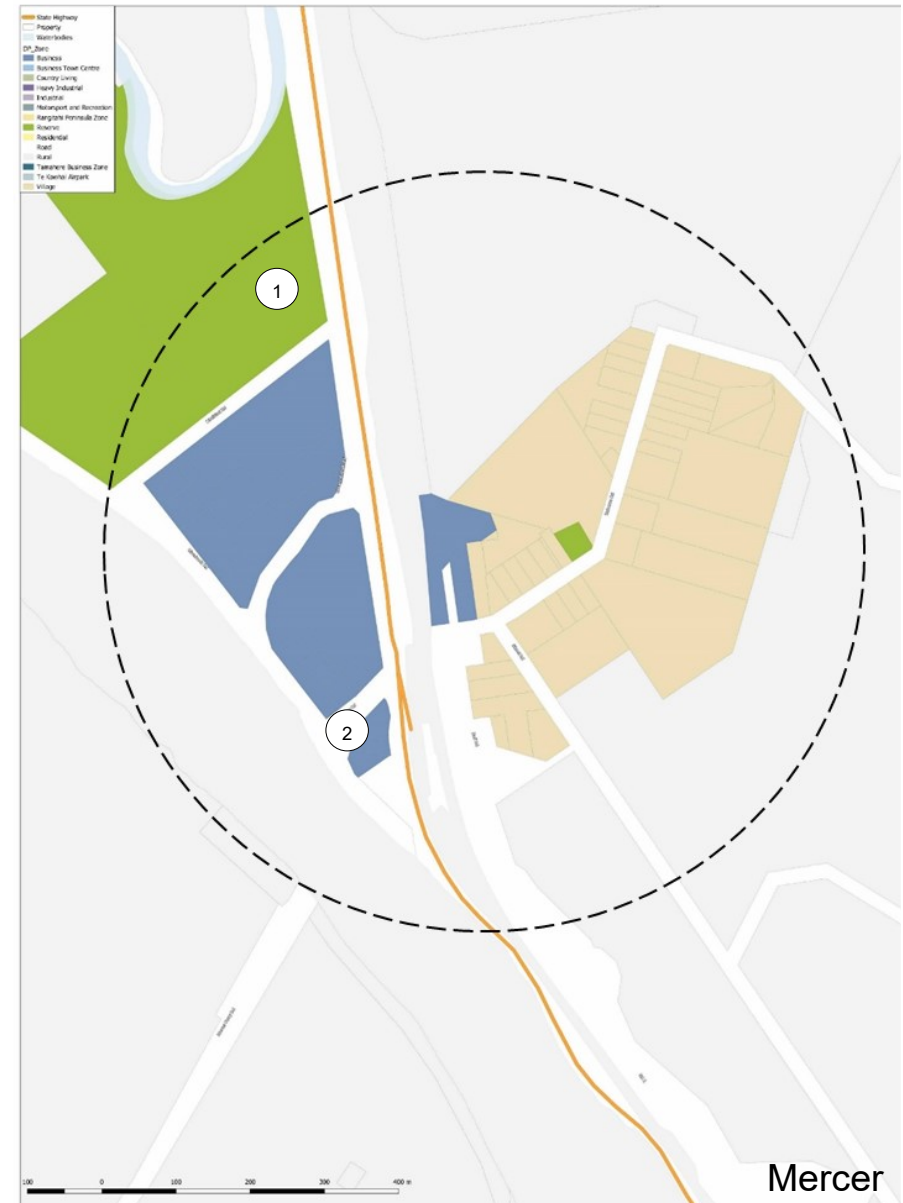 State Highway
Property
Waterbodies
DP_Zone
Business
Business Town Centre
Country Living
Heavy Industrial
Industrial
Motorsport and Recreation
Rangitahi Peninsula Zone
Reserve
Residential
Road
Rural
Tamahere Business Zone
Te Kowhai Airpark
Village
1
2
100 0 100 200 300 400 m
Mercer